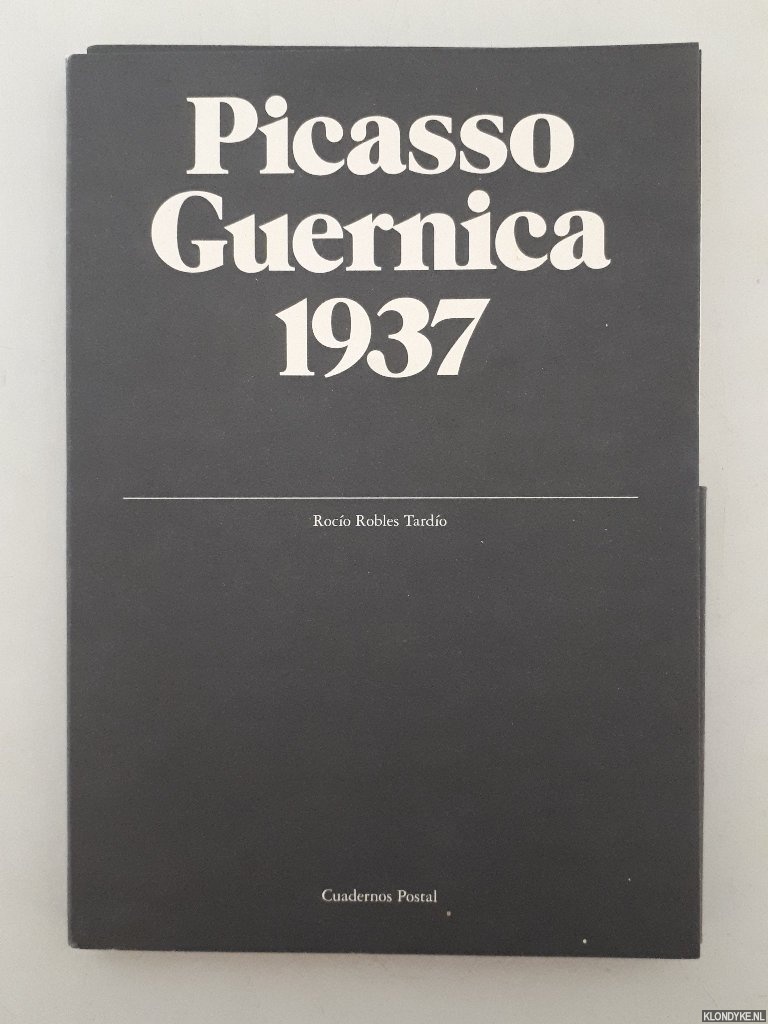 Picasso
Guernica
1937
Rocío Robles Tardío
Cuadernos Postal
KLONDYKE.NL